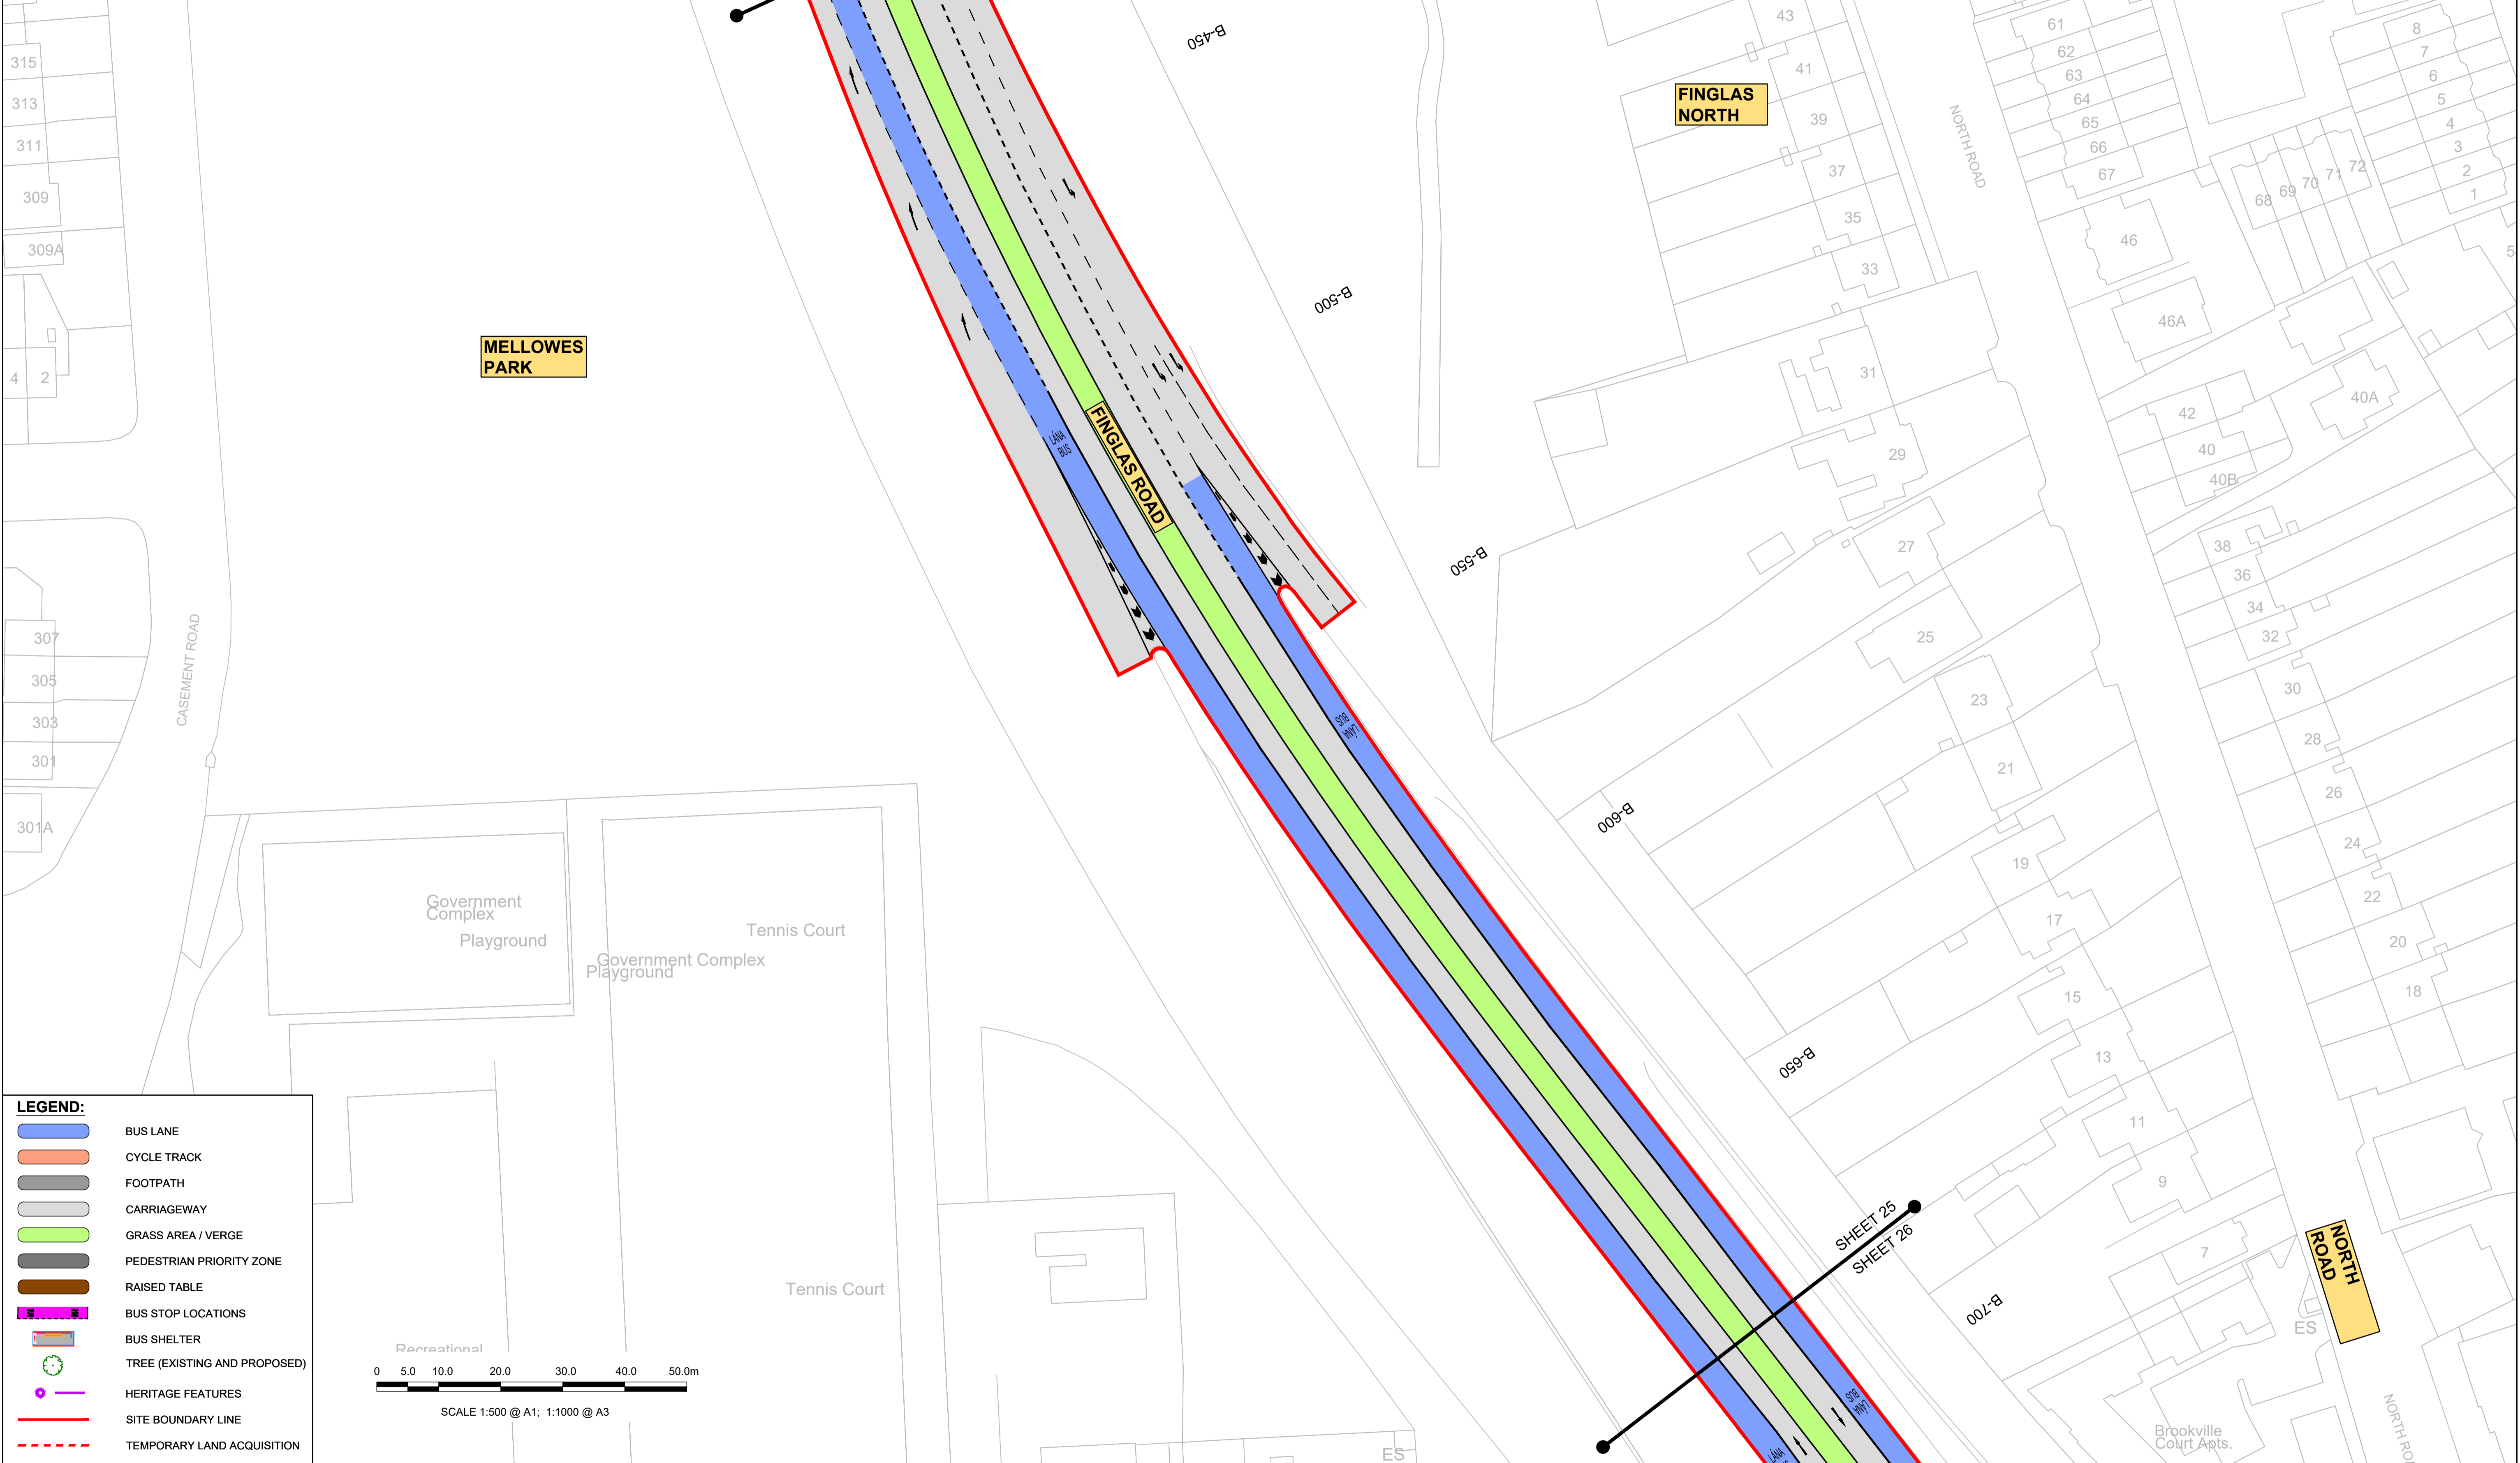 315
313
311
309
309A
4
2
307
305
303
301
301A
CASEMENT ROAD
MELLOWES
PARK
B-450
B-500
B-550
B-600
B-650
B-700
FINGLAS
NORTH
FINGLAS ROAD
LÁNA
BUS
LÁNA
BUS
LÁNA
BUS
LÁNA
SHEET 25
SHEET 26
NORTH ROAD
NORTH
ROAD
43
41
39
37
35
33
31
29
27
25
23
21
19
17
15
13
11
9
7
61
62
63
64
65
66
67
68
69
70
71
72
8
7
6
5
4
3
2
1
46
46A
42
40
40B
40A
38
36
34
32
30
28
26
24
22
20
18
ES
Brookville
Court Apts.
Government
Complex
Playground
Tennis Court
Government Complex
Playground
Tennis Court
Recreational
ES
LEGEND:
BUS LANE
CYCLE TRACK
FOOTPATH
CARRIAGEWAY
GRASS AREA / VERGE
PEDESTRIAN PRIORITY ZONE
RAISED TABLE
BUS STOP LOCATIONS
BUS SHELTER
TREE (EXISTING AND PROPOSED)
HERITAGE FEATURES
SITE BOUNDARY LINE
TEMPORARY LAND ACQUISITION
0 5.0 10.0 20.0 30.0 40.0 50.0m
SCALE 1:500 @ A1; 1:1000 @ A3